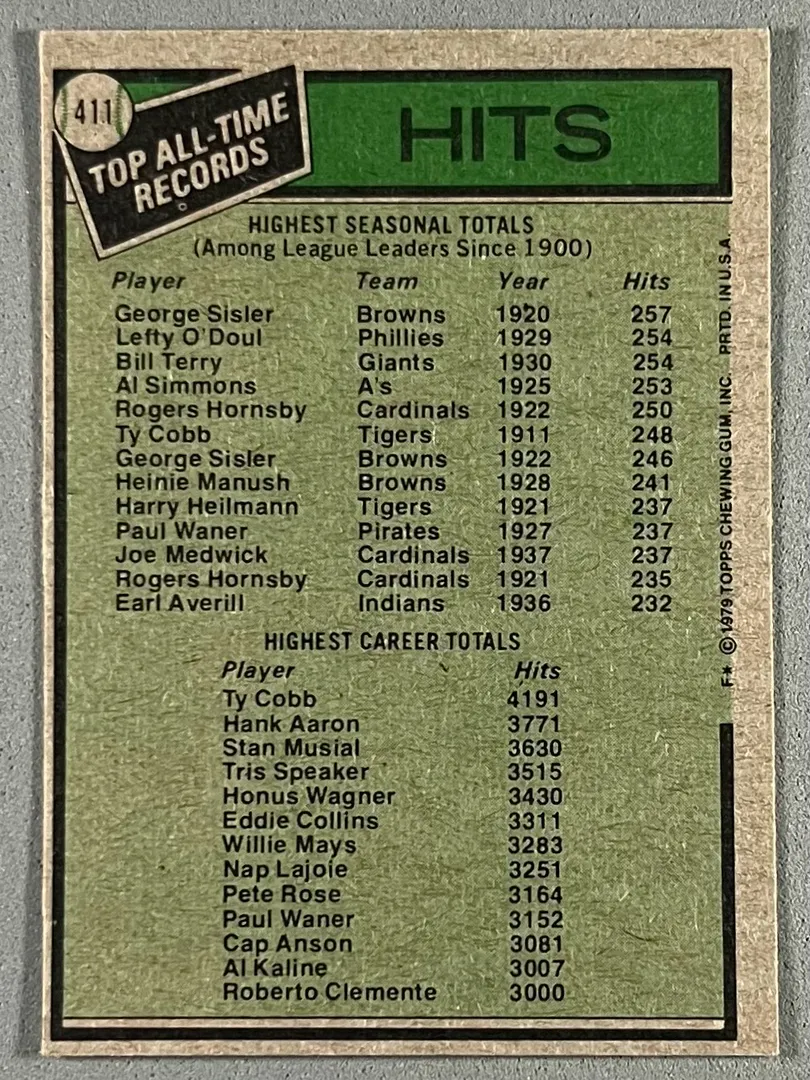 411
TOP ALL-TIME
RECORDS
HITS
HIGHEST SEASONAL TOTALS
(Among League Leaders Since 1900)
Player Team Year Hits
George Sisler Browns 1920 257
Lefty O'Doul Phillies 1929 254
Bill Terry Giants 1930 254
Al Simmons A's 1925 253
Rogers Hornsby Cardinals 1922 250
Ty Cobb Tigers 1911 248
George Sisler Browns 1922 246
Heinie Manush Browns 1928 241
Harry Heilmann Tigers 1921 237
Paul Waner Pirates 1927 237
Joe Medwick Cardinals 1937 237
Rogers Hornsby Cardinals 1921 235
Earl Averill Indians 1936 232
HIGHEST CAREER TOTALS
Player Hits
Ty Cobb 4191
Hank Aaron 3771
Stan Musial 3630
Tris Speaker 3515
Honus Wagner 3430
Eddie Collins 3311
Willie Mays 3283
Nap Lajoie 3251
Pete Rose 3164
Paul Waner 3152
Cap Anson 3081
Al Kaline 3007
Roberto Clemente 3000
F* © 1979 TOPPS CHEWING GUM, INC. PRTD. IN U.S.A.